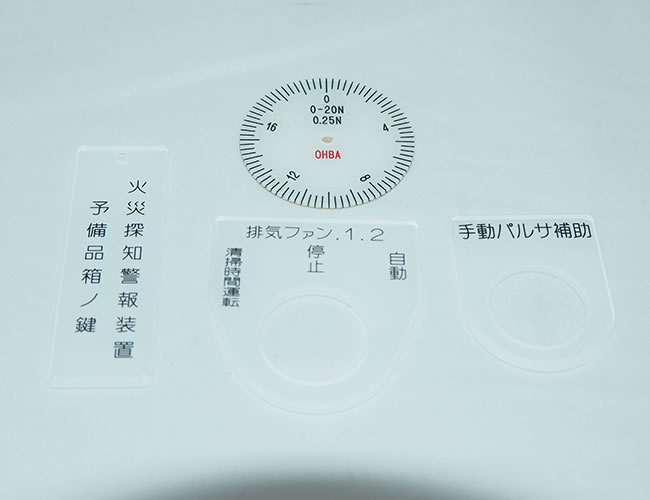 0
0-20N
0.25N
4
8
12
16
OHBA
火災探知警報装置
予備品箱ノ鍵
排気ファン.1.2
清掃時間運転
停止
自動
手動パルサ補助